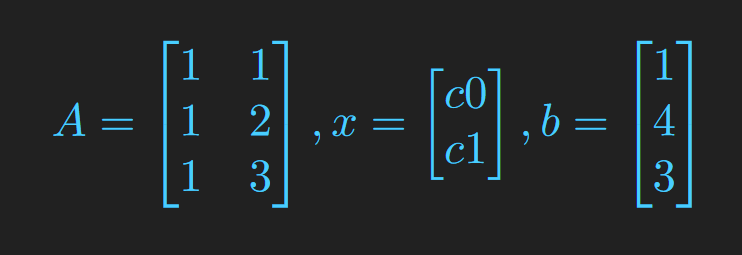 A = [1 1; 1 2; 1 3], x = [c0; c1], b = [1; 4; 3]